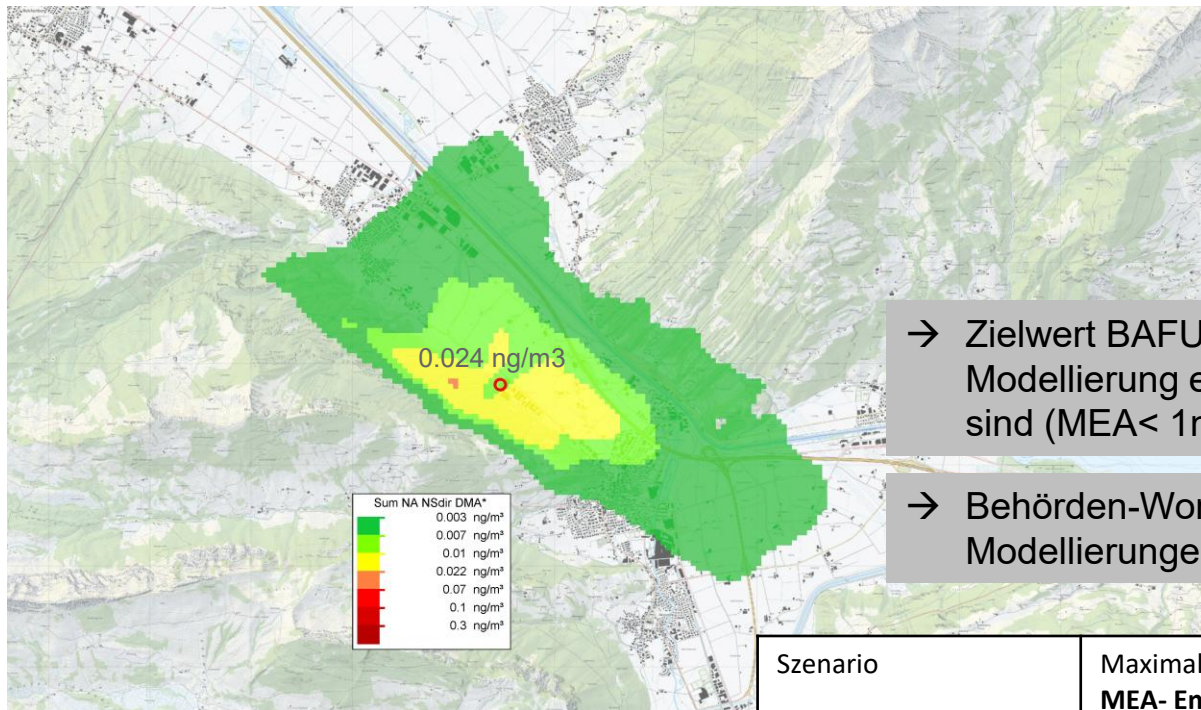 0.024 ng/m3
→ Zielwert BAFU
Modellierung e
sind (MEA< 1
→ Behörden-Wor
Modellierunge
Sum NA NSdir DMA*
0.003 ng/m³
0.007 ng/m³
0.01 ng/m³
0.022 ng/m³
0.07 ng/m³
0.1 ng/m³
0.3 ng/m³
Szenario
Maximal
MEA- En